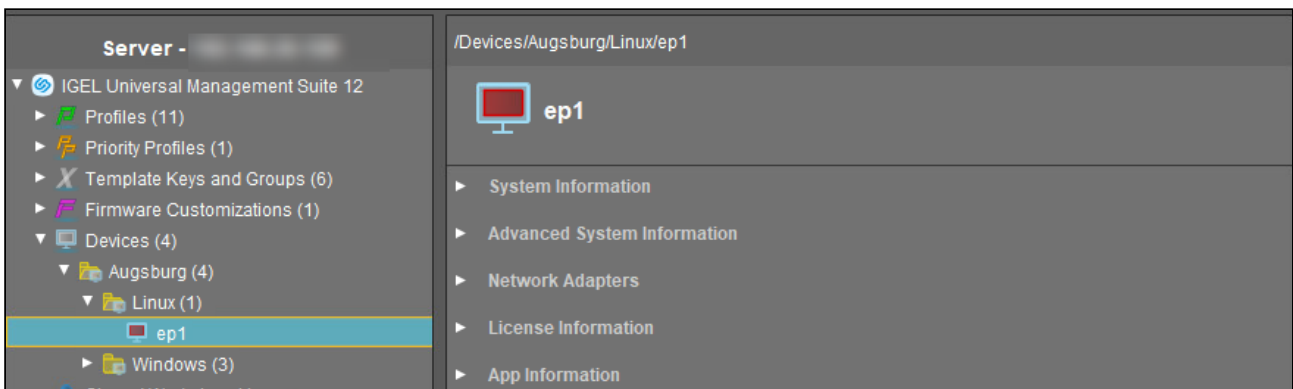 Server -
IGEL Universal Management Suite 12
Profiles (11)
Priority Profiles (1)
Template Keys and Groups (6)
Firmware Customizations (1)
Devices (4)
Augsburg (4)
Linux (1)
ep1
Windows (3)
/Devices/Augsburg/Linux/ep1
ep1
System Information
Advanced System Information
Network Adapters
License Information
App Information